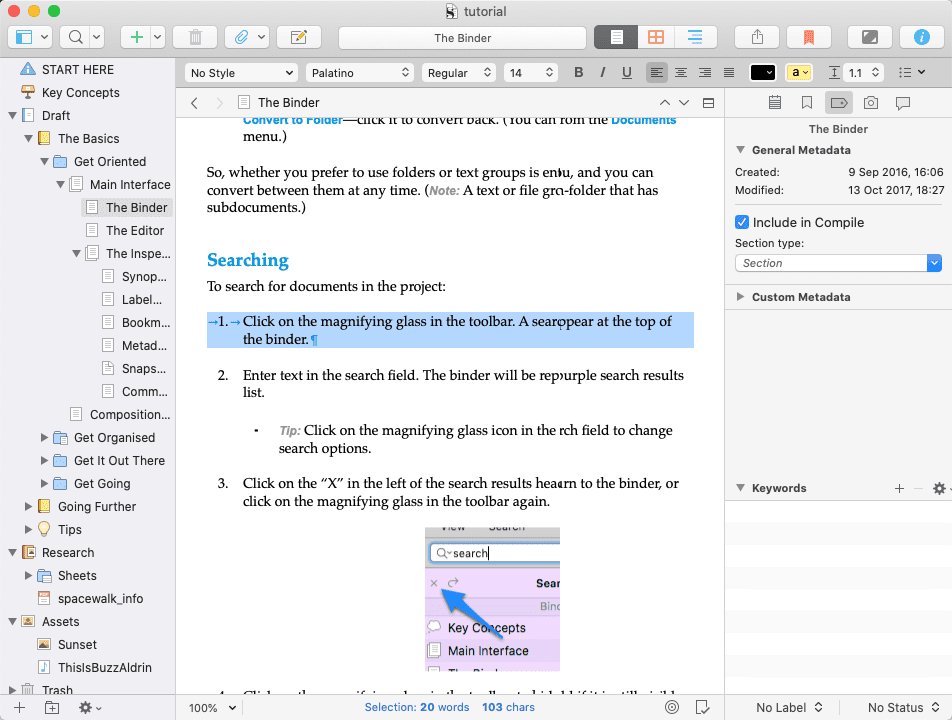 tutorial
The Binder
START HERE
Key Concepts
Draft
The Basics
Get Oriented
Main Interface
The Binder
The Editor
The Inspe...
Synop...
Label...
Bookm...
Metad...
Snaps...
Comm...
Composition...
Get Organised
Get It Out There
Get Going
Going Further
Tips
Research
Sheets
spacewalk_info
Assets
Sunset
ThisIsBuzzAldrin
Trash
No Style Palatino Regular 14 B I U a 1.1
The Binder
Convert to Folder—click it to convert back. (You can rom the Documents
menu.)
So, whether you prefer to use folders or text groups is enu, and you can
convert between them at any time. (Note: A text or file gro-folder that has
subdocuments.)
Searching
To search for documents in the project:
1. Click on the magnifying glass in the toolbar. A searppear at the top of
the binder.¶
2. Enter text in the search field. The binder will be repurple search results
list.
· Tip: Click on the magnifying glass icon in the rch field to change
search options.
3. Click on the “X” in the left of the search results hearn to the binder, or
click on the magnifying glass in the toolbar again.
View Search
search
Sear
Bind
Key Concepts
Main Interface
The Binder
100% Selection: 20 words 103 chars
The Binder
General Metadata
Created: 9 Sep 2016, 16:06
Modified: 13 Oct 2017, 18:27
Include in Compile
Section type:
Section
Custom Metadata
Keywords
No Label No Status